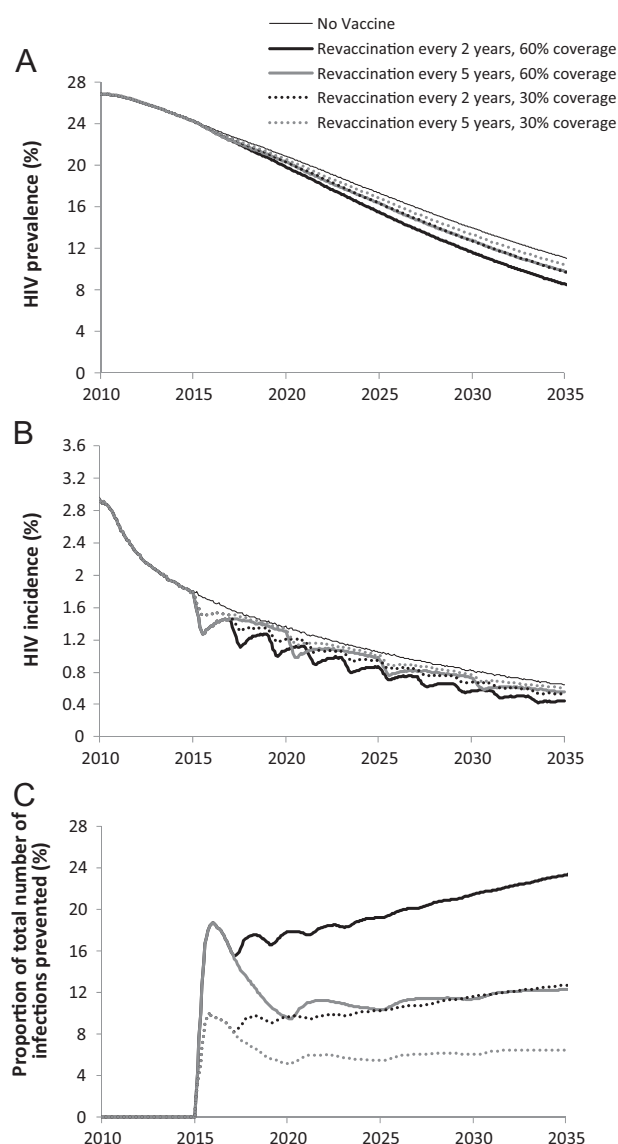 No Vaccine
Revaccination every 2 years, 60% coverage
Revaccination every 5 years, 60% coverage
Revaccination every 2 years, 30% coverage
Revaccination every 5 years, 30% coverage
A
HIV prevalence (%)
28
24
20
16
12
8
4
0
2010 2015 2020 2025 2030 2035
B
HIV incidence (%)
3.6
3.2
2.8
2.4
2
1.6
1.2
0.8
0.4
0
2010 2015 2020 2025 2030 2035
C
Proportion of total number of
infections prevented (%)
28
24
20
16
12
8
4
0
2010 2015 2020 2025 2030 2035